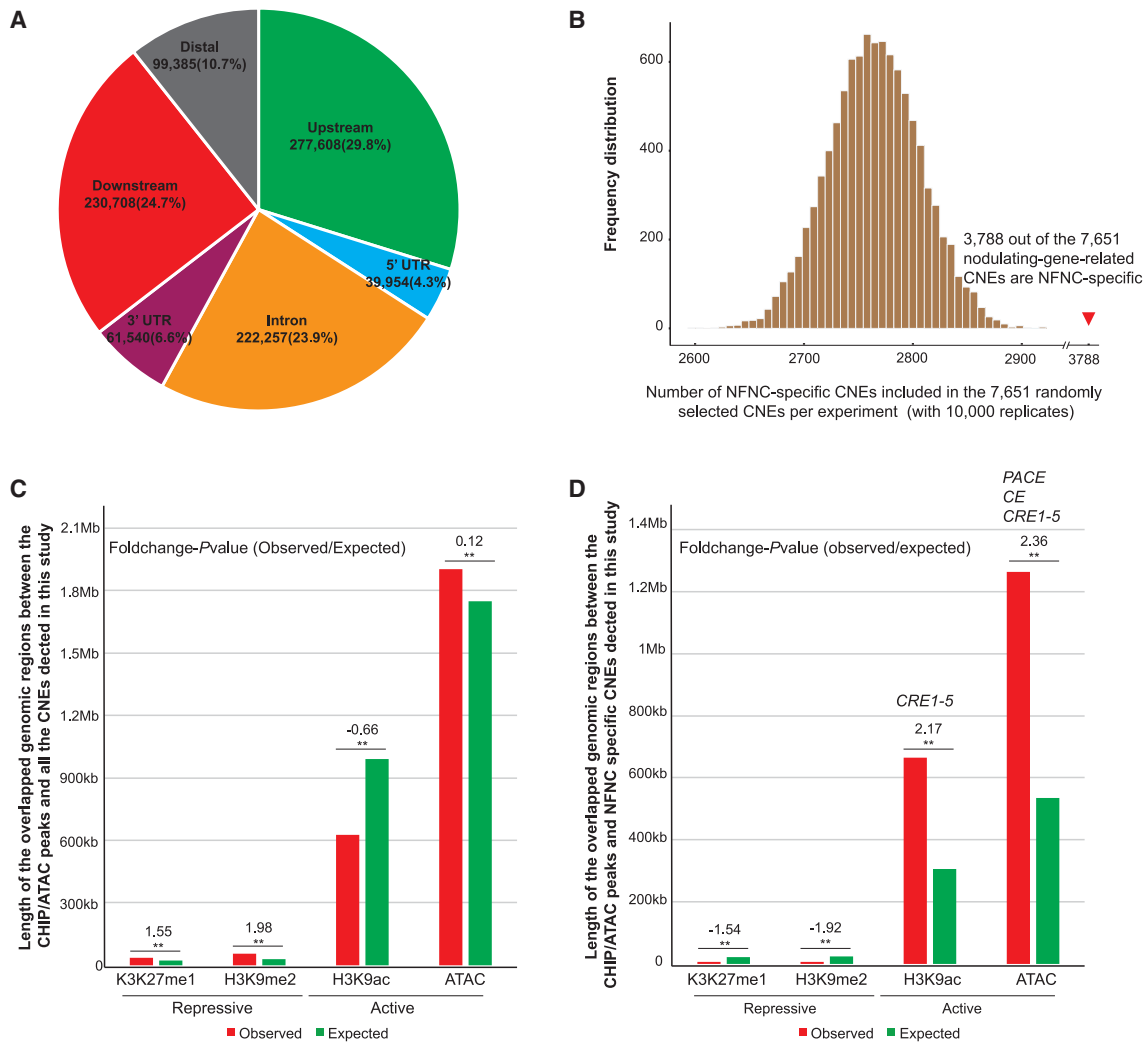 A
Distal
99,385(10.7%)
Upstream
277,608(29.8%)
Downstream
230,708(24.7%)
5' UTR
39,954(4.3%)
3' UTR
61,540(6.6%)
Intron
222,257(23.9%)
B
Frequency distribution
600
400
200
0
3,788 out of the 7,651
nodulating-gene-related
CNEs are NFNC-specific
2600
2700
2800
2900
3788
Number of NFNC-specific CNEs included in the 7,651 randomly
selected CNEs per experiment (with 10,000 replicates)
C
Length of the overlapped genomic regions between the
CHIP/ATAC peaks and all the CNEs dected in this study
2.1Mb
1.8Mb
1.5Mb
1.2Mb
900kb
600kb
300kb
0
Foldchange-Pvalue (Observed/Expected)
1.55
**
1.98
**
-0.66
**
0.12
**
K3K27me1
H3K9me2
H3K9ac
ATAC
Repressive
Active
Observed
Expected
D
Length of the overlapped genomic regions between the
CHIP/ATAC peaks and NFNC specific CNEs dected in this study
1.4Mb
1.2Mb
1Mb
800kb
600kb
400kb
200kb
0
Foldchange-Pvalue (observed/expected)
-1.54
**
-1.92
**
CRE1-5
2.17
**
PACE
CE
CRE1-5
2.36
**
K3K27me1
H3K9me2
H3K9ac
ATAC
Repressive
Active
Observed
Expected